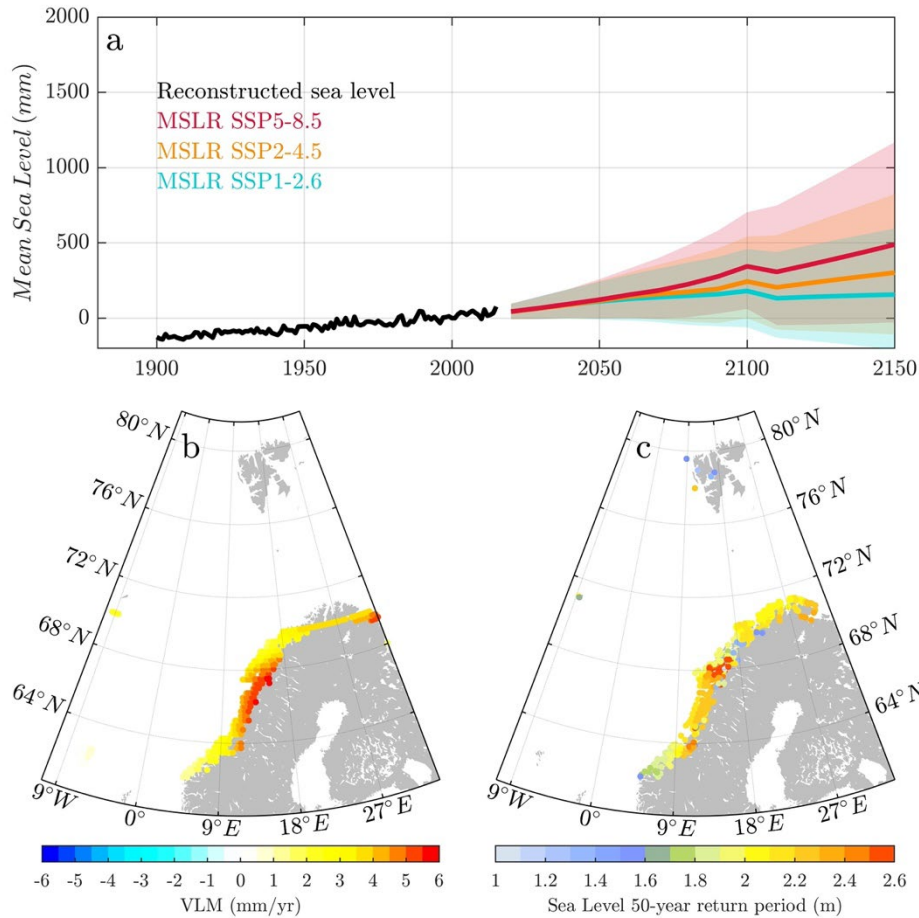 a
2000
1500
1000
500
0
Mean Sea Level (mm)
Reconstructed sea level
MSLR SSP5-8.5
MSLR SSP2-4.5
MSLR SSP1-2.6
1900 1950 2000 2050 2100 2150
b
80°N
76°N
72°N
68°N
64°N
9°W 0° 9°E 18°E 27°E
-6 -5 -4 -3 -2 -1 0 1 2 3 4 5 6
VLM (mm/yr)
c
80°N
76°N
72°N
68°N
64°N
9°W 0° 9°E 18°E 27°E
1 1.2 1.4 1.6 1.8 2 2.2 2.4 2.6
Sea Level 50-year return period (m)